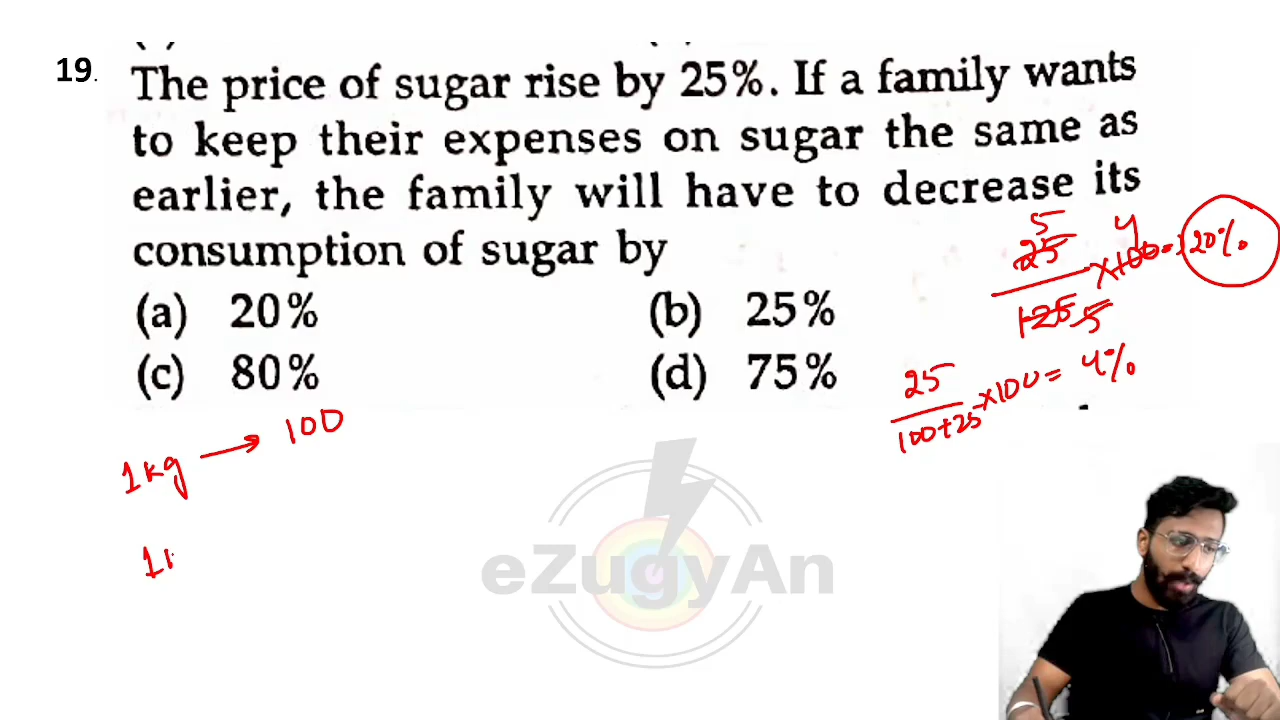 19.
The price of sugar rise by 25%. If a family wants
to keep their expenses on sugar the same as
earlier, the family will have to decrease its
consumption of sugar by
(a) 20% (b) 25%
(c) 80% (d) 75%
5 4
25
125 5 ×100 = 20%
25
100+25 ×100 = 4%
1kg → 100
eZugyAn